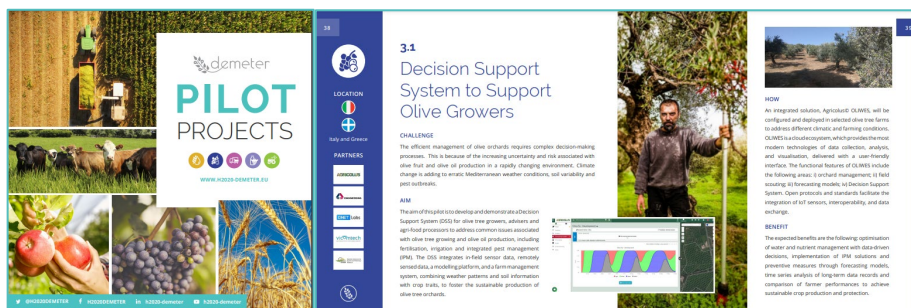 demeter
PILOT
PROJECTS
WWW.H2020-DEMETER.EU
@H2020DEMETER
H2020DEMETER
h2020-demeter
h2020-demeter
38
LOCATION
Italy and Greece
PARTNERS
AGRICOLUS
3.1
Decision Support
System to Support
Olive Growers
CHALLENGE
The efficient management of olive orchards requires complex decision-making
processes. This is because of the increasing uncertainty and risk associated with
olive fruit and olive oil production in a rapidly changing environment. Climate
change is adding to erratic Mediterranean weather conditions, soil variability and
pest outbreaks.
AIM
The aim of this pilot is to develop and demonstrate a Decision
Support System (DSS) for olive tree growers, advisers and
agri-food processors to address common issues associated
with olive tree growing and olive oil production, including
fertilisation, irrigation and integrated pest management
(IPM). The DSS integrates in-field sensor data, remotely
sensed data, a modelling platform, and a farm management
system, combining weather patterns and soil information
with crop traits, to foster the sustainable production of
olive tree orchards.
HOW
An integrated solution, Agricolus© OLIWES, will be
configured and deployed in selected olive tree farms
to address different climatic and farming conditions.
OLIWES is a cloud ecosystem, which provides the most
modern technologies of data collection, analysis,
and visualisation, delivered with a user-friendly
interface. The functional features of OLIWES include
the following areas: i) orchard management; ii) field
scouting; iii) forecasting models; iv) Decision Support
System. Open protocols and standards facilitate the
integration of IoT sensors, interoperability, and data
exchange.
BENEFIT
The expected benefits are the following: optimisation
of water and nutrient management with data-driven
decisions, implementation of IPM solutions and
preventive measures through forecasting models,
time series analysis of long-term data records and
comparison of farmer performances to achieve
sustainable crop production and protection.